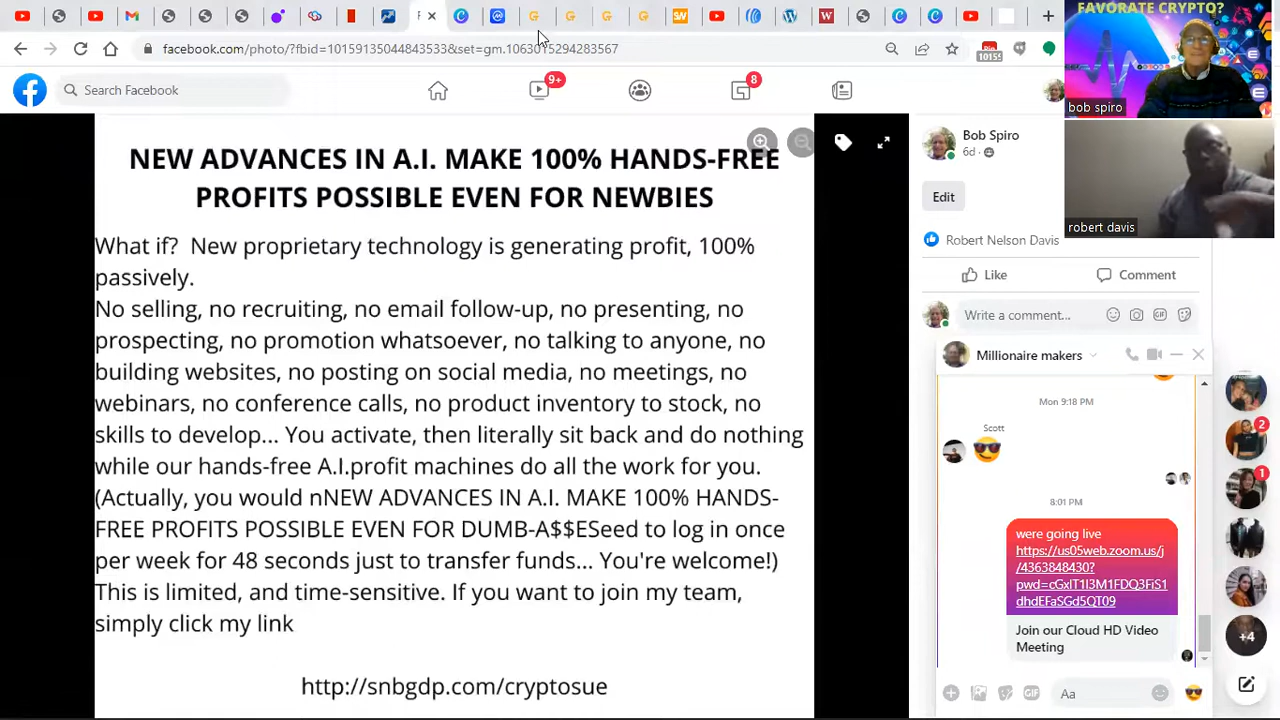 facebook.com/photo/?fbid=10159135044843533&set=gm.1063015294283567
FAVORATE CRYPTO?
bob spiro
robert davis
Search Facebook
9+
8
NEW ADVANCES IN A.I. MAKE 100% HANDS-FREE
PROFITS POSSIBLE EVEN FOR NEWBIES
What if?  New proprietary technology is generating profit, 100%
passively.
No selling, no recruiting, no email follow-up, no presenting, no
prospecting, no promotion whatsoever, no talking to anyone, no
building websites, no posting on social media, no meetings, no
webinars, no conference calls, no product inventory to stock, no
skills to develop... You activate, then literally sit back and do nothing
while our hands-free A.I.profit machines do all the work for you.
(Actually, you would nNEW ADVANCES IN A.I. MAKE 100% HANDS-
FREE PROFITS POSSIBLE EVEN FOR DUMB-A$$ESeed to log in once
per week for 48 seconds just to transfer funds... You're welcome!)
This is limited, and time-sensitive. If you want to join my team,
simply click my link
http://snbgdp.com/cryptosue
Bob Spiro
6d
Edit
Robert Nelson Davis
Like
Comment
Write a comment...
Millionaire makers
Mon 9:18 PM
Scott
8:01 PM
were going live
https://us05web.zoom.us/j
/4363848430?
pwd=cGxlT1l3M1FDQ3FiS1
dhdEFaSGd5QT09
Join our Cloud HD Video
Meeting
Aa
2
1
+4